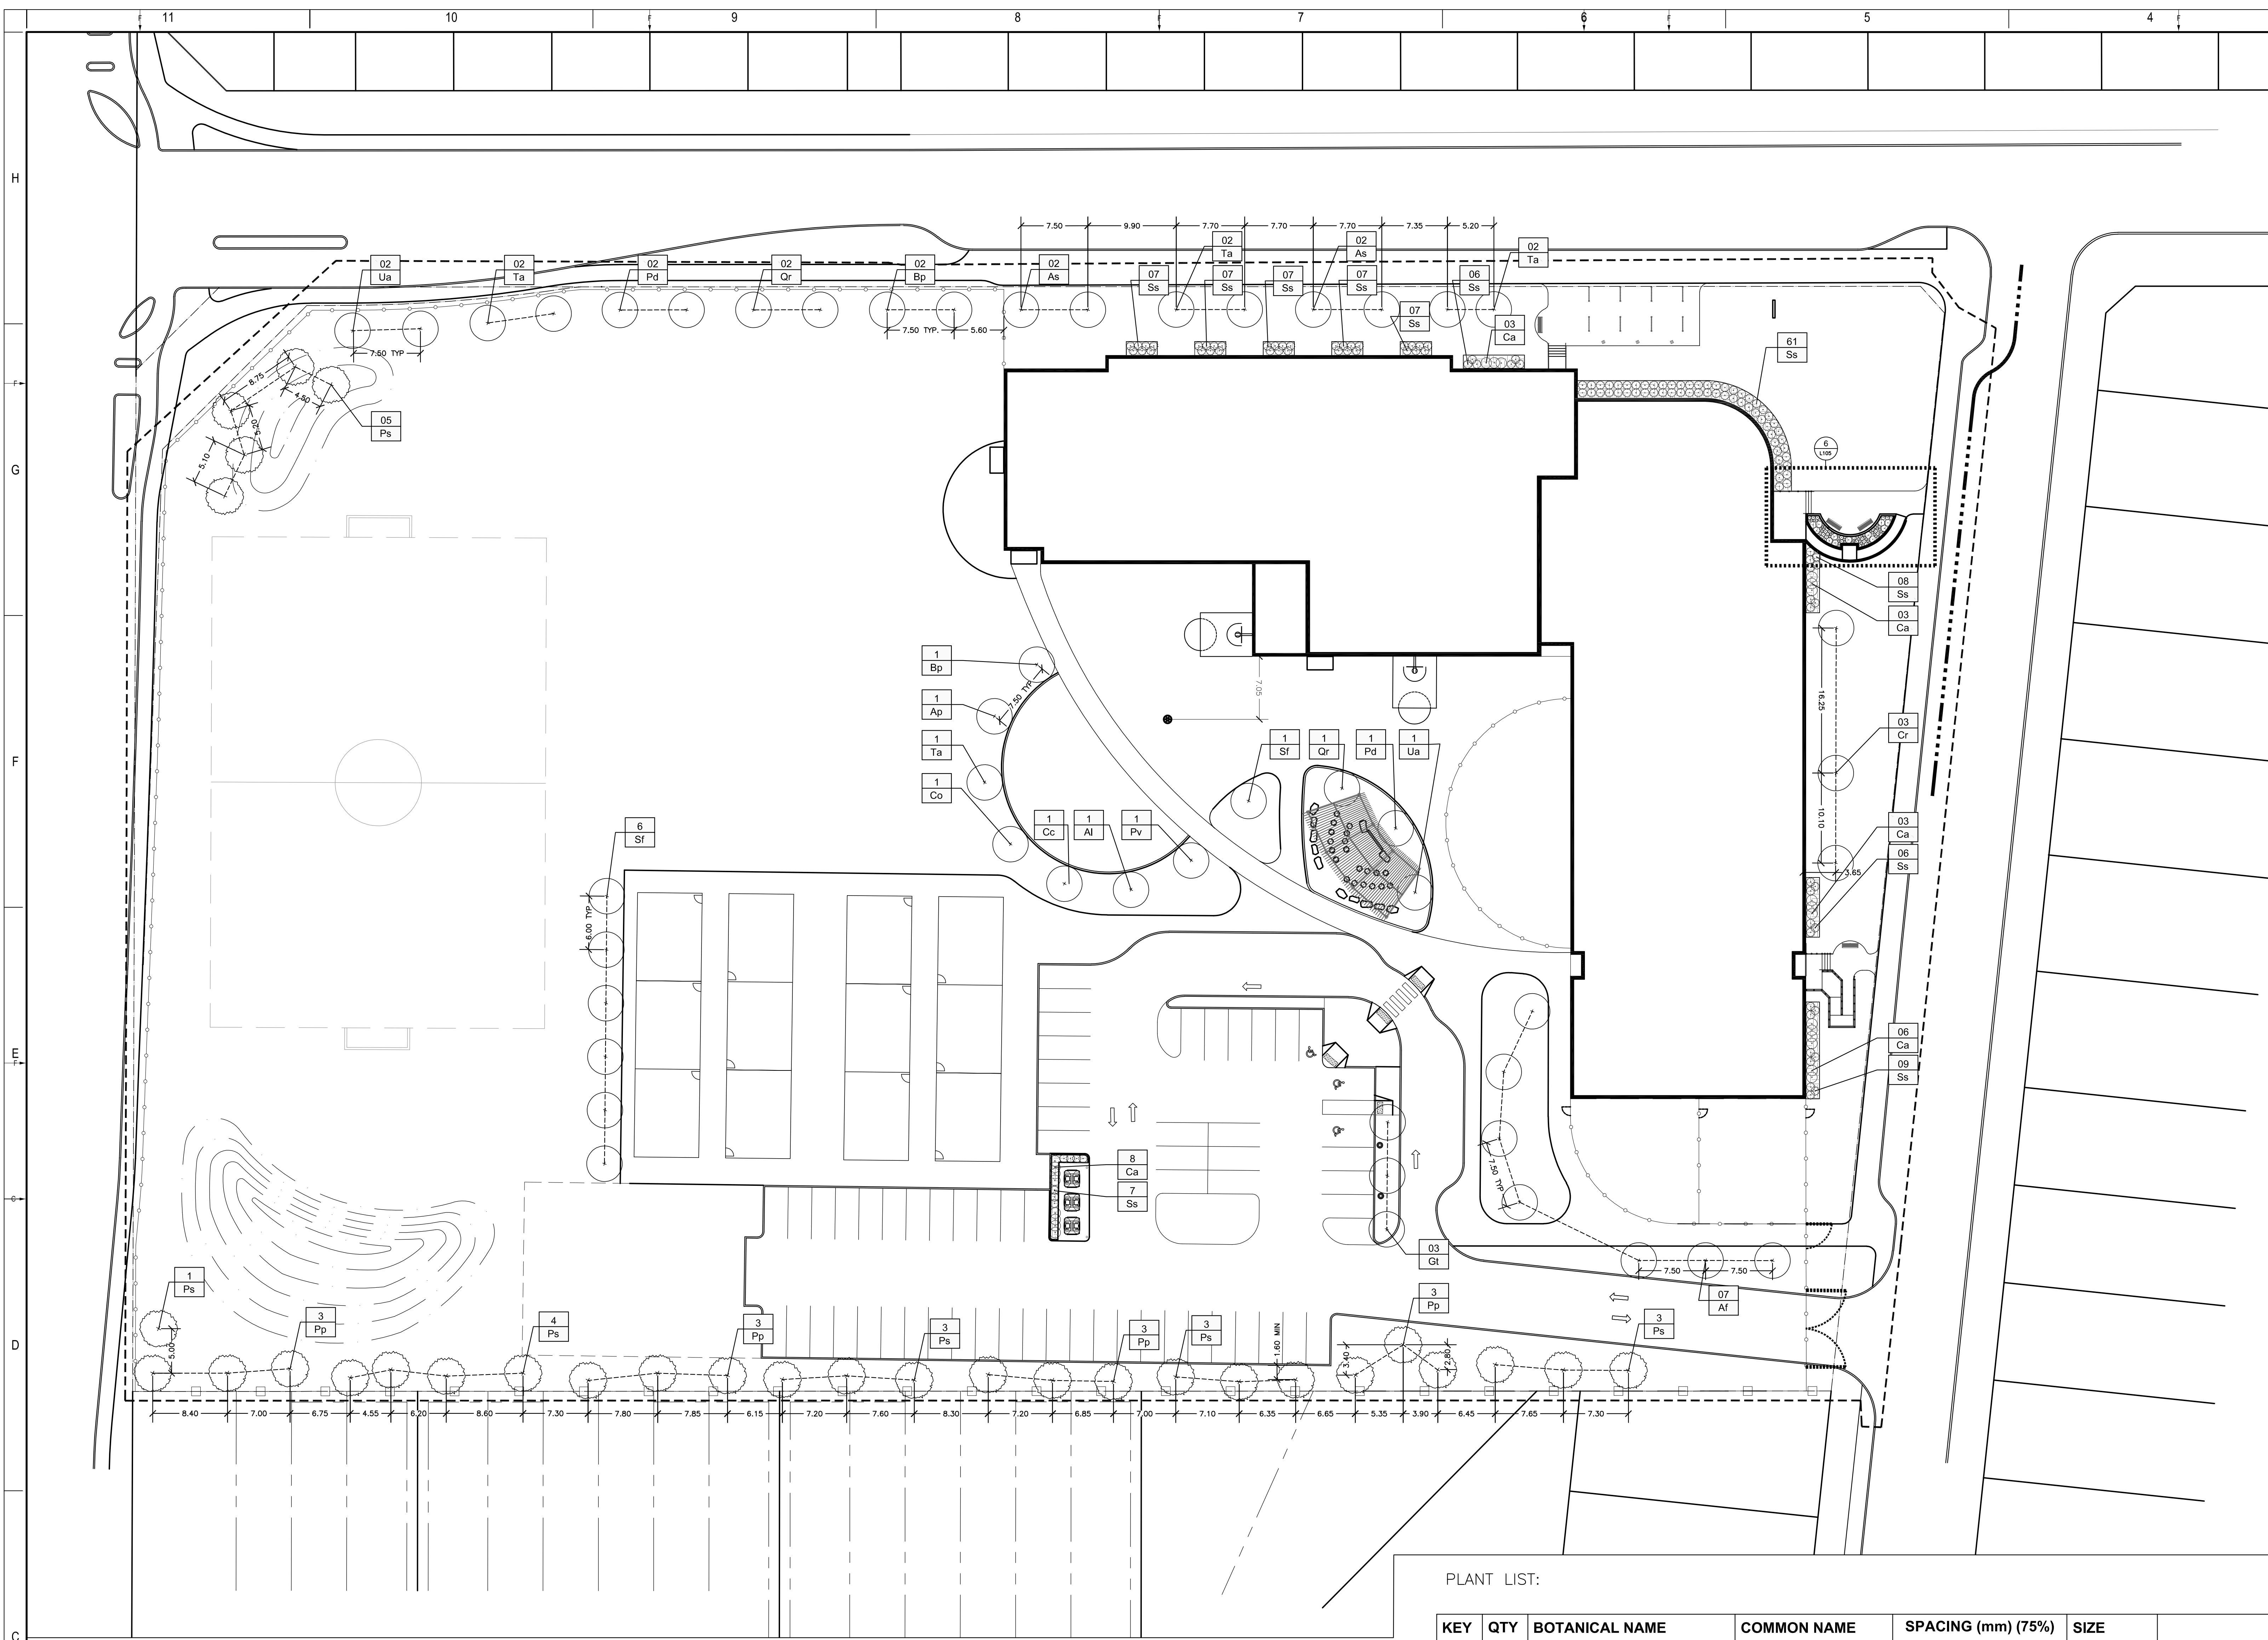 11 10 9 8 7 6 5 4
F F F F F F
H
G
F
E
D
C
F
F
G
7.50 9.90 7.70 7.70 7.70 7.35 5.20
02
Ua
02
Ta
02
Pd
02
Qr
02
Bp
02
As
02
Ta
02
As
02
Ta
07
Ss
07
Ss
07
Ss
07
Ss
06
Ss
07
Ss
03
Ca
61
Ss
7.50 TYP
7.50 TYP.
5.60
8.75
4.50
5.20
5.10
05
Ps
6
L105
08
Ss
03
Ca
16.25
03
Cr
10.10
03
Ca
06
Ss
3.65
06
Ca
09
Ss
1
Bp
1
Ap
1
Ta
1
Co
7.50 TYP
1
Cc
1
Al
1
Pv
7.05
1
Sf
1
Qr
1
Pd
1
Ua
6
Sf
6.00 TYP
8
Ca
7
Ss
03
Gt
7.50 TYP
7.50 7.50
07
Af
1
Ps
5.00
3
Pp
4
Ps
3
Pp
3
Ps
3
Pp
3
Ps
1.60 MIN
3
Pp
3.40
2.80
3
Ps
8.40 7.00 6.75 4.55 6.20 8.60 7.30 7.80 7.85 6.15 7.20 7.60 8.30 7.20 6.85 7.00 7.10 6.35 6.65 5.35 3.90 6.45 7.65 7.30
PLANT LIST:
KEY QTY BOTANICAL NAME COMMON NAME SPACING (mm) (75%) SIZE